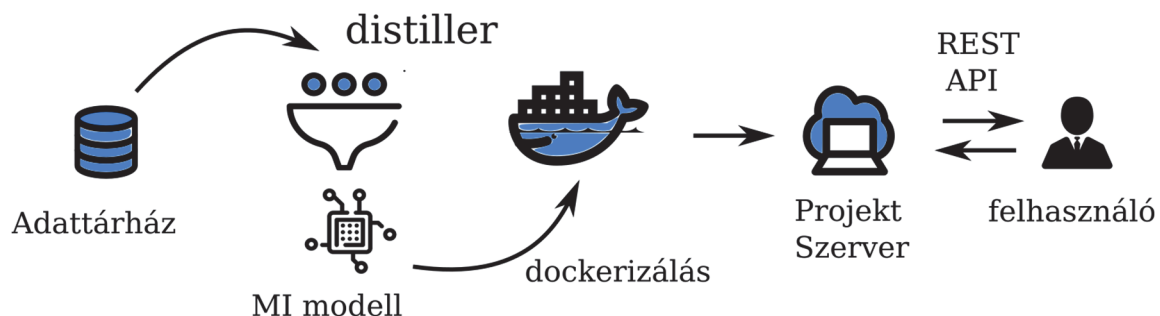 distiller
REST
API
Adattárház
Projekt
Szerver
felhasználó
dockerizálás
MI modell